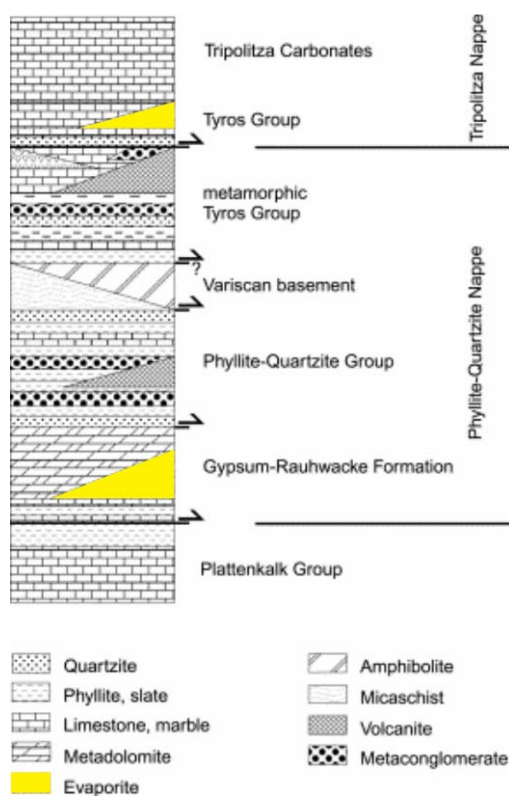 Tripolitza Carbonates
Tripolitza Nappe
Tyros Group
metamorphic
Tyros Group
?
Variscan basement
Phyllite-Quartzite Nappe
Phyllite-Quartzite Group
Gypsum-Rauhwacke Formation
Plattenkalk Group
Quartzite
Phyllite, slate
Limestone, marble
Metadolomite
Evaporite
Amphibolite
Micaschist
Volcanite
Metaconglomerate